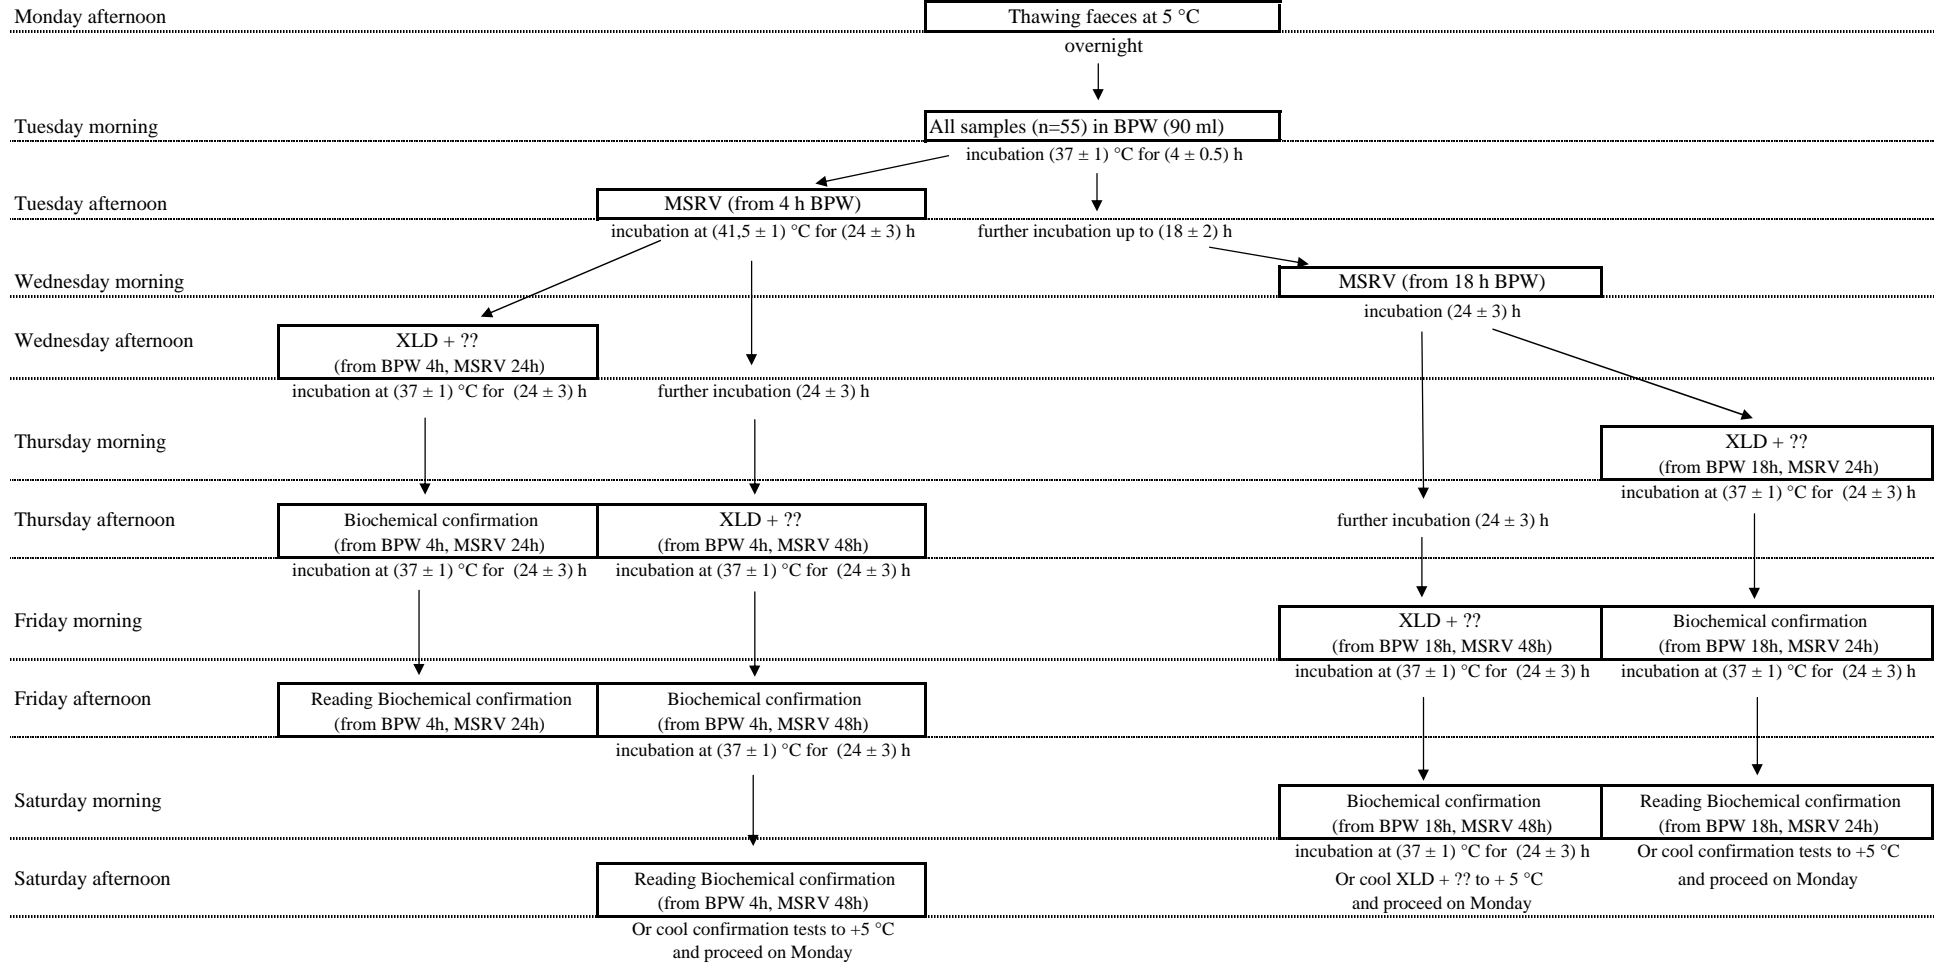 Monday afternoon
Thawing faeces at 5 °C
overnight
Tuesday morning
All samples (n=55) in BPW (90 ml)
incubation (37 ± 1) °C for (4 ± 0.5) h
Tuesday afternoon
MSRV (from 4 h BPW)
incubation at (41,5 ± 1) °C for (24 ± 3) h
further incubation up to (18 ± 2) h
Wednesday morning
MSRV (from 18 h BPW)
incubation (24 ± 3) h
Wednesday afternoon
XLD + ??
(from BPW 4h, MSRV 24h)
incubation at (37 ± 1) °C for (24 ± 3) h
further incubation (24 ± 3) h
Thursday morning
XLD + ??
(from BPW 18h, MSRV 24h)
incubation at (37 ± 1) °C for (24 ± 3) h
Thursday afternoon
Biochemical confirmation
(from BPW 4h, MSRV 24h)
incubation at (37 ± 1) °C for (24 ± 3) h
XLD + ??
(from BPW 4h, MSRV 48h)
incubation at (37 ± 1) °C for (24 ± 3) h
further incubation (24 ± 3) h
Friday morning
XLD + ??
(from BPW 18h, MSRV 48h)
incubation at (37 ± 1) °C for (24 ± 3) h
Biochemical confirmation
(from BPW 18h, MSRV 24h)
incubation at (37 ± 1) °C for (24 ± 3) h
Friday afternoon
Reading Biochemical confirmation
(from BPW 4h, MSRV 24h)
Biochemical confirmation
(from BPW 4h, MSRV 48h)
incubation at (37 ± 1) °C for (24 ± 3) h
Saturday morning
Biochemical confirmation
(from BPW 18h, MSRV 48h)
incubation at (37 ± 1) °C for (24 ± 3) h
Or cool XLD + ?? to + 5 °C
and proceed on Monday
Reading Biochemical confirmation
(from BPW 18h, MSRV 24h)
Or cool confirmation tests to +5 °C
and proceed on Monday
Saturday afternoon
Reading Biochemical confirmation
(from BPW 4h, MSRV 48h)
Or cool confirmation tests to +5 °C
and proceed on Monday